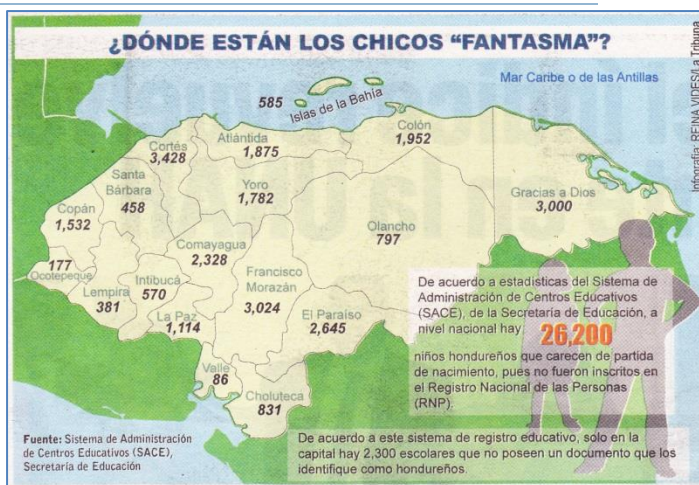 ¿DÓNDE ESTÁN LOS CHICOS “FANTASMA”?
Mar Caribe o de las Antillas
Infografía: REINA VIDES/La Tribuna
585
Islas de la Bahía
Cortés
3,428
Atlántida
1,875
Colón
1,952
Santa
Bárbara
458
Yoro
1,782
Gracias a Dios
3,000
Copán
1,532
Olancho
797
Comayagua
2,328
177
Ocotepeque
Lempira
381
Intibucá
570
Francisco
Morazán
3,024
La Paz
1,114
El Paraíso
2,645
Valle
86
Choluteca
831
De acuerdo a estadísticas del Sistema de
Administración de Centros Educativos
(SACE), de la Secretaría de Educación, a
nivel nacional hay 26,200
niños hondureños que carecen de partida
de nacimiento, pues no fueron inscritos en
el Registro Nacional de las Personas
(RNP).
Fuente: Sistema de Administración
de Centros Educativos (SACE),
Secretaría de Educación
De acuerdo a este sistema de registro educativo, solo en la
capital hay 2,300 escolares que no poseen un documento que los
identifique como hondureños.